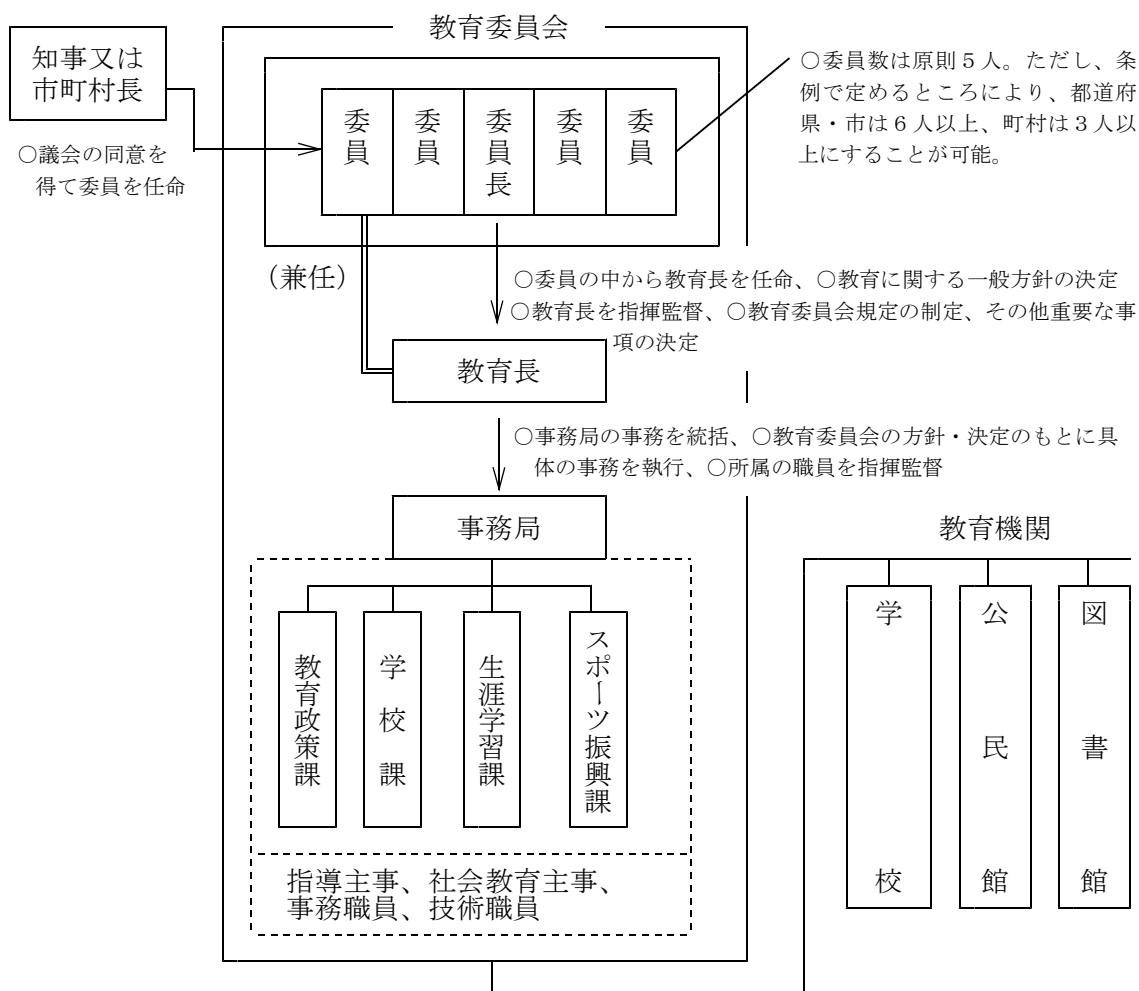 教育委員会
知事又は
市町村長
○議会の同意を
得て委員を任命
委員
委員
委員長
委員
委員
○委員数は原則５人。ただし、条
例で定めるところにより、都道府
県・市は６人以上、町村は３人以
上にすることが可能。
（兼任）
○委員の中から教育長を任命、○教育に関する一般方針の決定
○教育長を指揮監督、○教育委員会規定の制定、その他重要な事
項の決定
教育長
○事務局の事務を統括、○教育委員会の方針・決定のもとに具
体の事務を執行、○所属の職員を指揮監督
事務局
教育政策課
学校課
生涯学習課
スポーツ振興課
指導主事、社会教育主事、
事務職員、技術職員
教育機関
学校
公民館
図書館